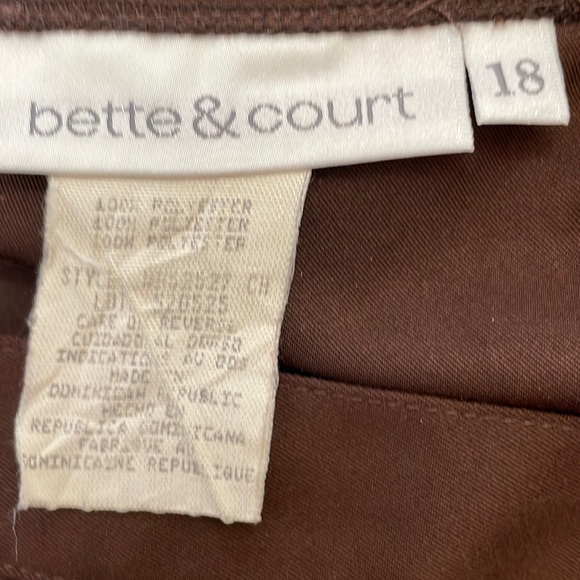 bette & court
18
100% POLYESTER
100% POLYESTER
100% POLYESTER
STYLE CH
CARE ON REVERSE
CUIDADO AL DORSO
INDICATIONS AU DOS
MADE IN
DOMINICAN REPUBLIC
HECHO EN
REPUBLICA DOMINICANA
FABRIQUE AU
DOMINICAINE REPUBLIQUE